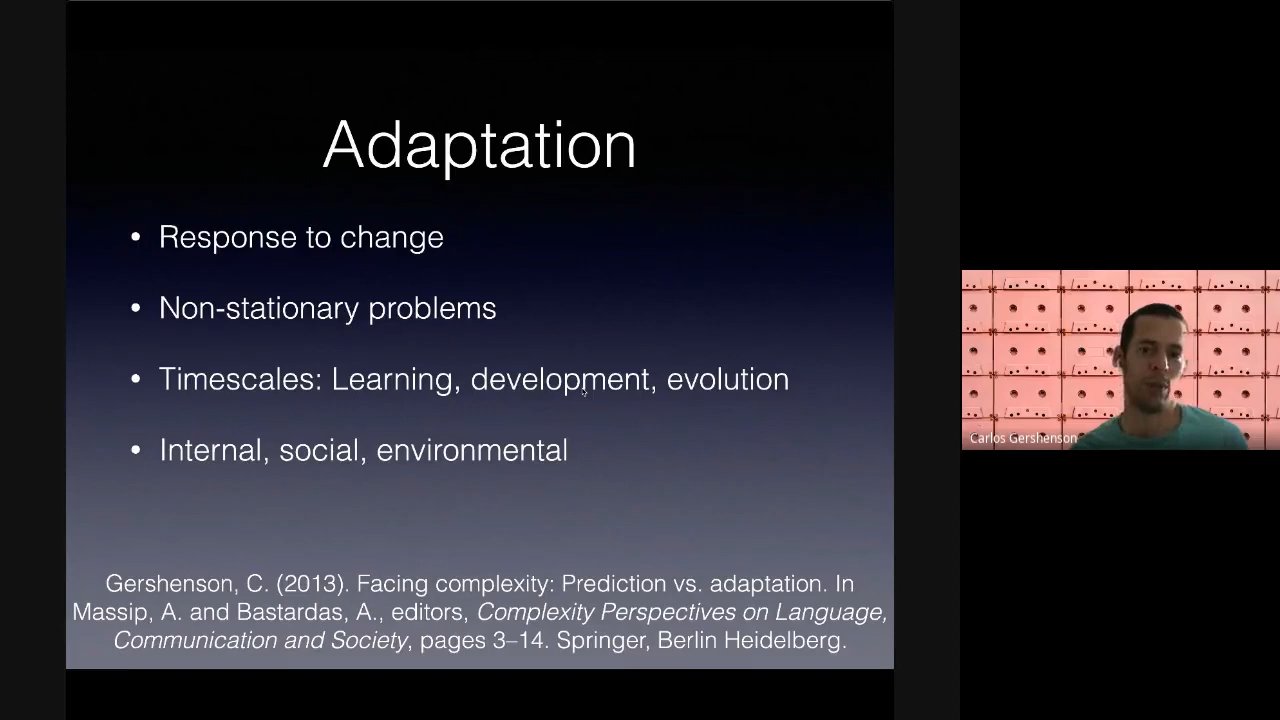 Adaptation
• Response to change
• Non-stationary problems
• Timescales: Learning, development, evolution
• Internal, social, environmental
Gershenson, C. (2013). Facing complexity: Prediction vs. adaptation. In
Massip, A. and Bastardas, A., editors, Complexity Perspectives on Language,
Communication and Society, pages 3–14. Springer, Berlin Heidelberg.
Carlos Gershenson